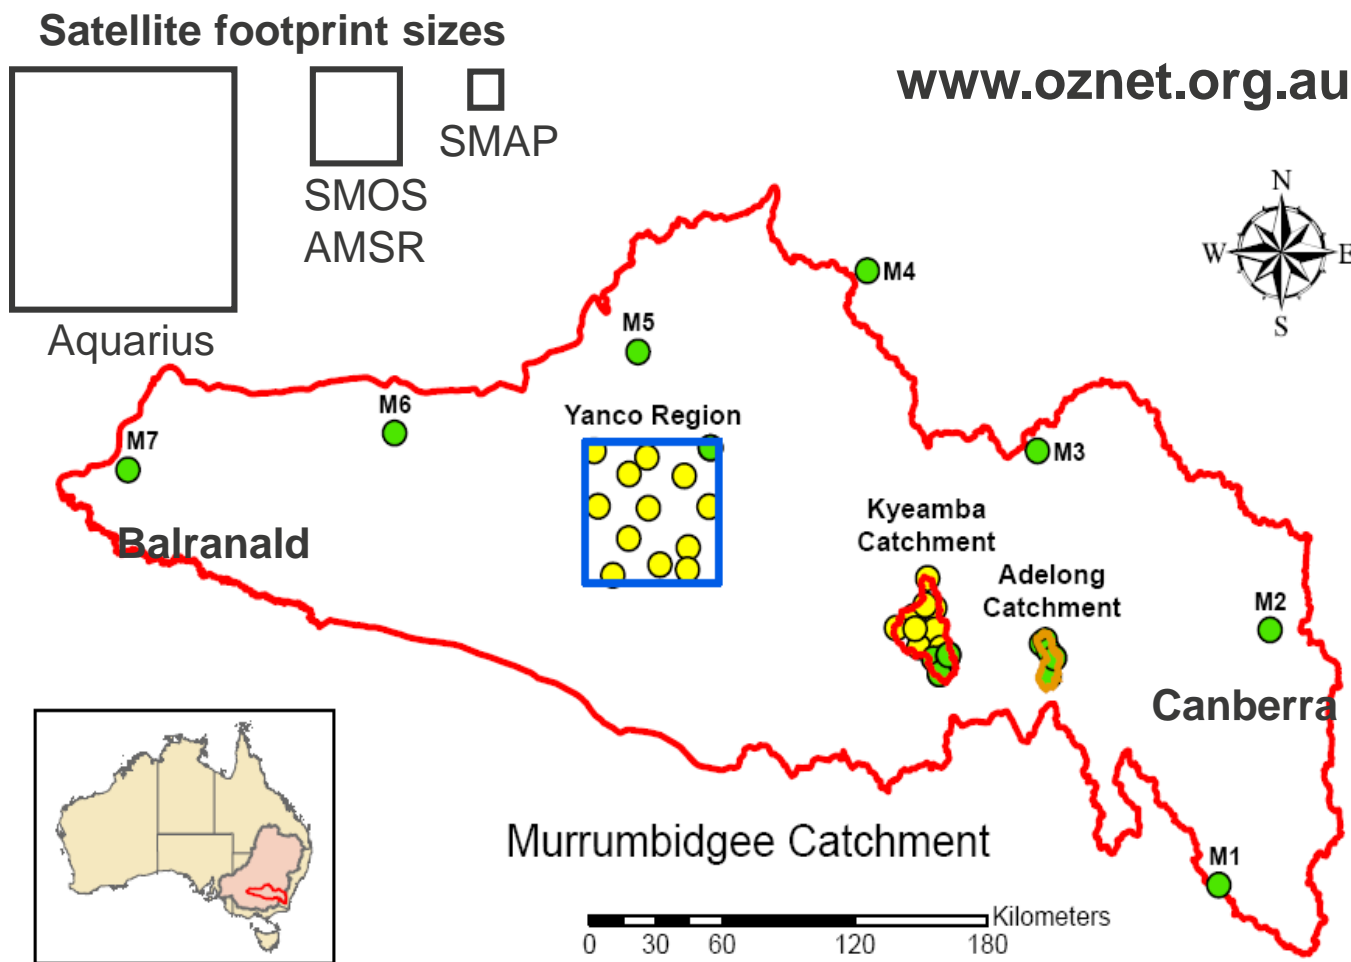 Satellite footprint sizes
www.oznet.org.au
SMAP
SMOS
AMSR
Aquarius
N
W
E
S
M4
M5
M6
M7
Yanco Region
M3
Balranald
Kyeamba
Catchment
Adelong
Catchment
M2
Canberra
Murrumbidgee Catchment
M1
Kilometers
0 30 60 120 180